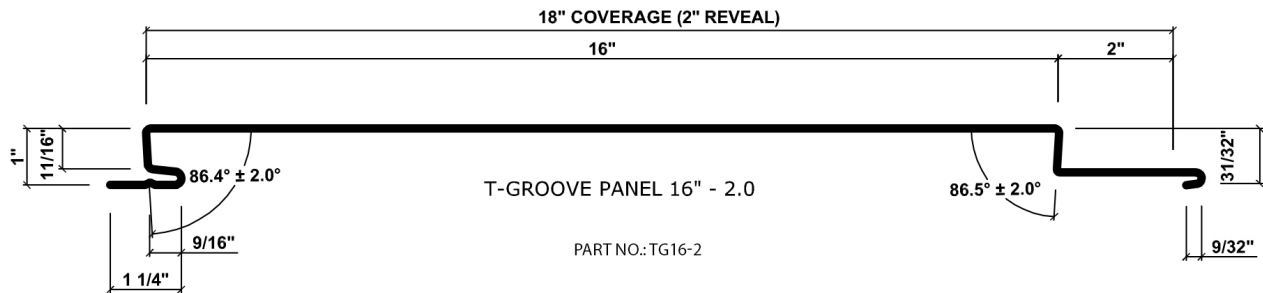 18" COVERAGE (2" REVEAL)
16"
2"
1"
11/16"
31/32"
86.4° ± 2.0°
T-GROOVE PANEL 16" - 2.0
86.5° ± 2.0°
9/16"
PART NO.: TG16-2
9/32"
1 1/4"